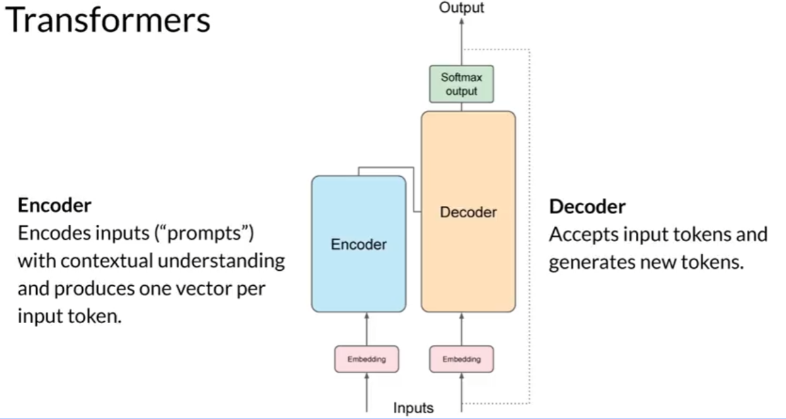 Transformers
Output
Softmax
output
Encoder
Encodes inputs (“prompts”)
with contextual understanding
and produces one vector per
input token.
Encoder
Decoder
Decoder
Accepts input tokens and
generates new tokens.
Embedding
Embedding
Inputs